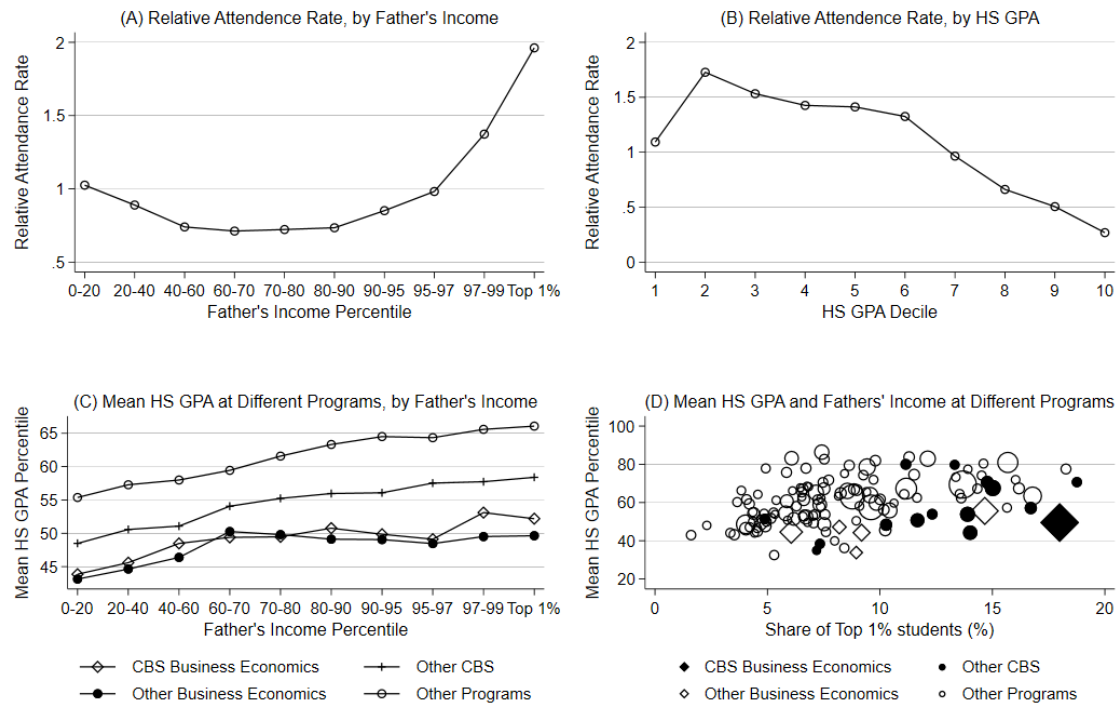 (A) Relative Attendence Rate, by Father's Income
Relative Attendance Rate
2
1.5
1
.5
0-20 20-40 40-60 60-70 70-80 80-90 90-95 95-97 97-99 Top 1%
Father's Income Percentile
(B) Relative Attendance Rate, by HS GPA
Relative Attendance Rate
2
1.5
1
.5
0
1 2 3 4 5 6 7 8 9 10
HS GPA Decile
(C) Mean HS GPA at Different Programs, by Father's Income
Mean HS GPA Percentile
65
60
55
50
45
0-20 20-40 40-60 60-70 70-80 80-90 90-95 95-97 97-99 Top 1%
Father's Income Percentile
CBS Business Economics Other CBS
Other Business Economics Other Programs
(D) Mean HS GPA and Fathers' Income at Different Programs
Mean HS GPA Percentile
100
80
60
40
20
0 5 10 15 20
Share of Top 1% students (%)
CBS Business Economics Other CBS
Other Business Economics Other Programs